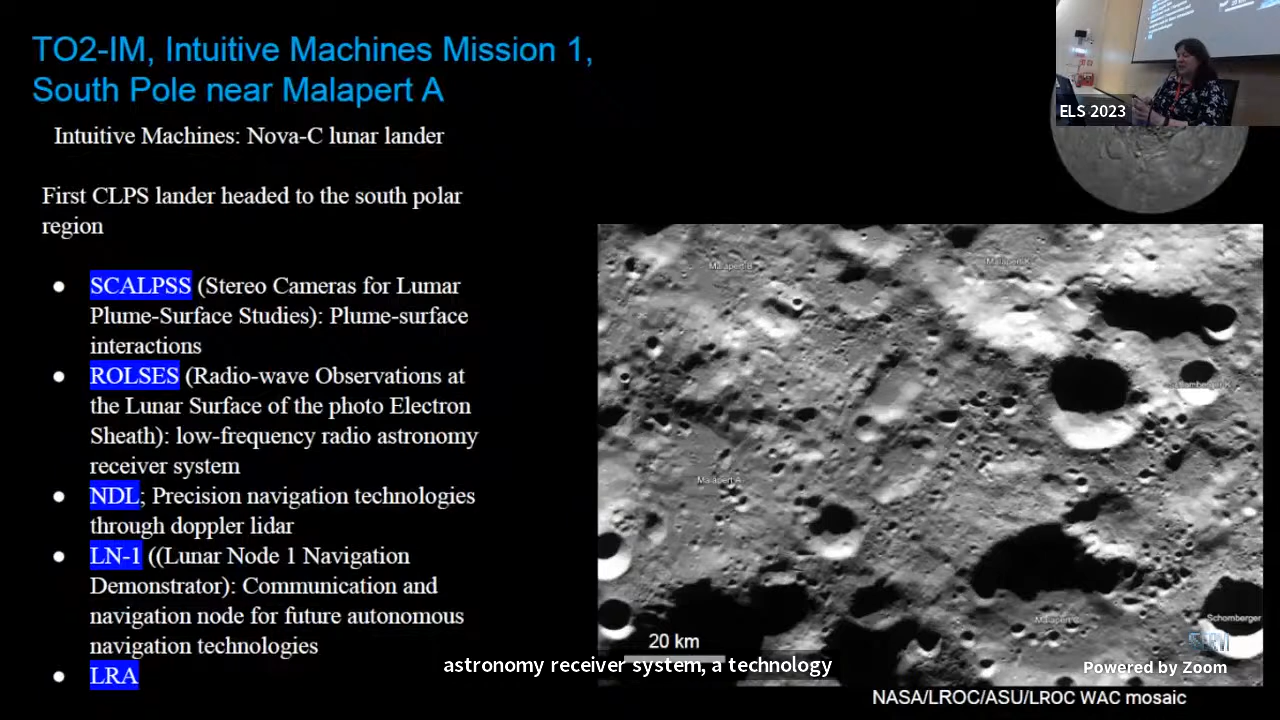 TO2-IM, Intuitive Machines Mission 1,
South Pole near Malapert A
Intuitive Machines: Nova-C lunar lander
First CLPS lander headed to the south polar
region
● SCALPSS (Stereo Cameras for Lumar
Plume-Surface Studies): Plume-surface
interactions
● ROLSES (Radio-wave Observations at
the Lunar Surface of the photo Electron
Sheath): low-frequency radio astronomy
receiver system
● NDL; Precision navigation technologies
through doppler lidar
● LN-1 ((Lunar Node 1 Navigation
Demonstrator): Communication and
navigation node for future autonomous
navigation technologies
● LRA
ELS 2023
Malapert B
Malapert K
Malapert A
Malapert C
Schomberger
20 km
astronomy receiver system, a technology
Powered by Zoom
NASA/LROC/ASU/LROC WAC mosaic